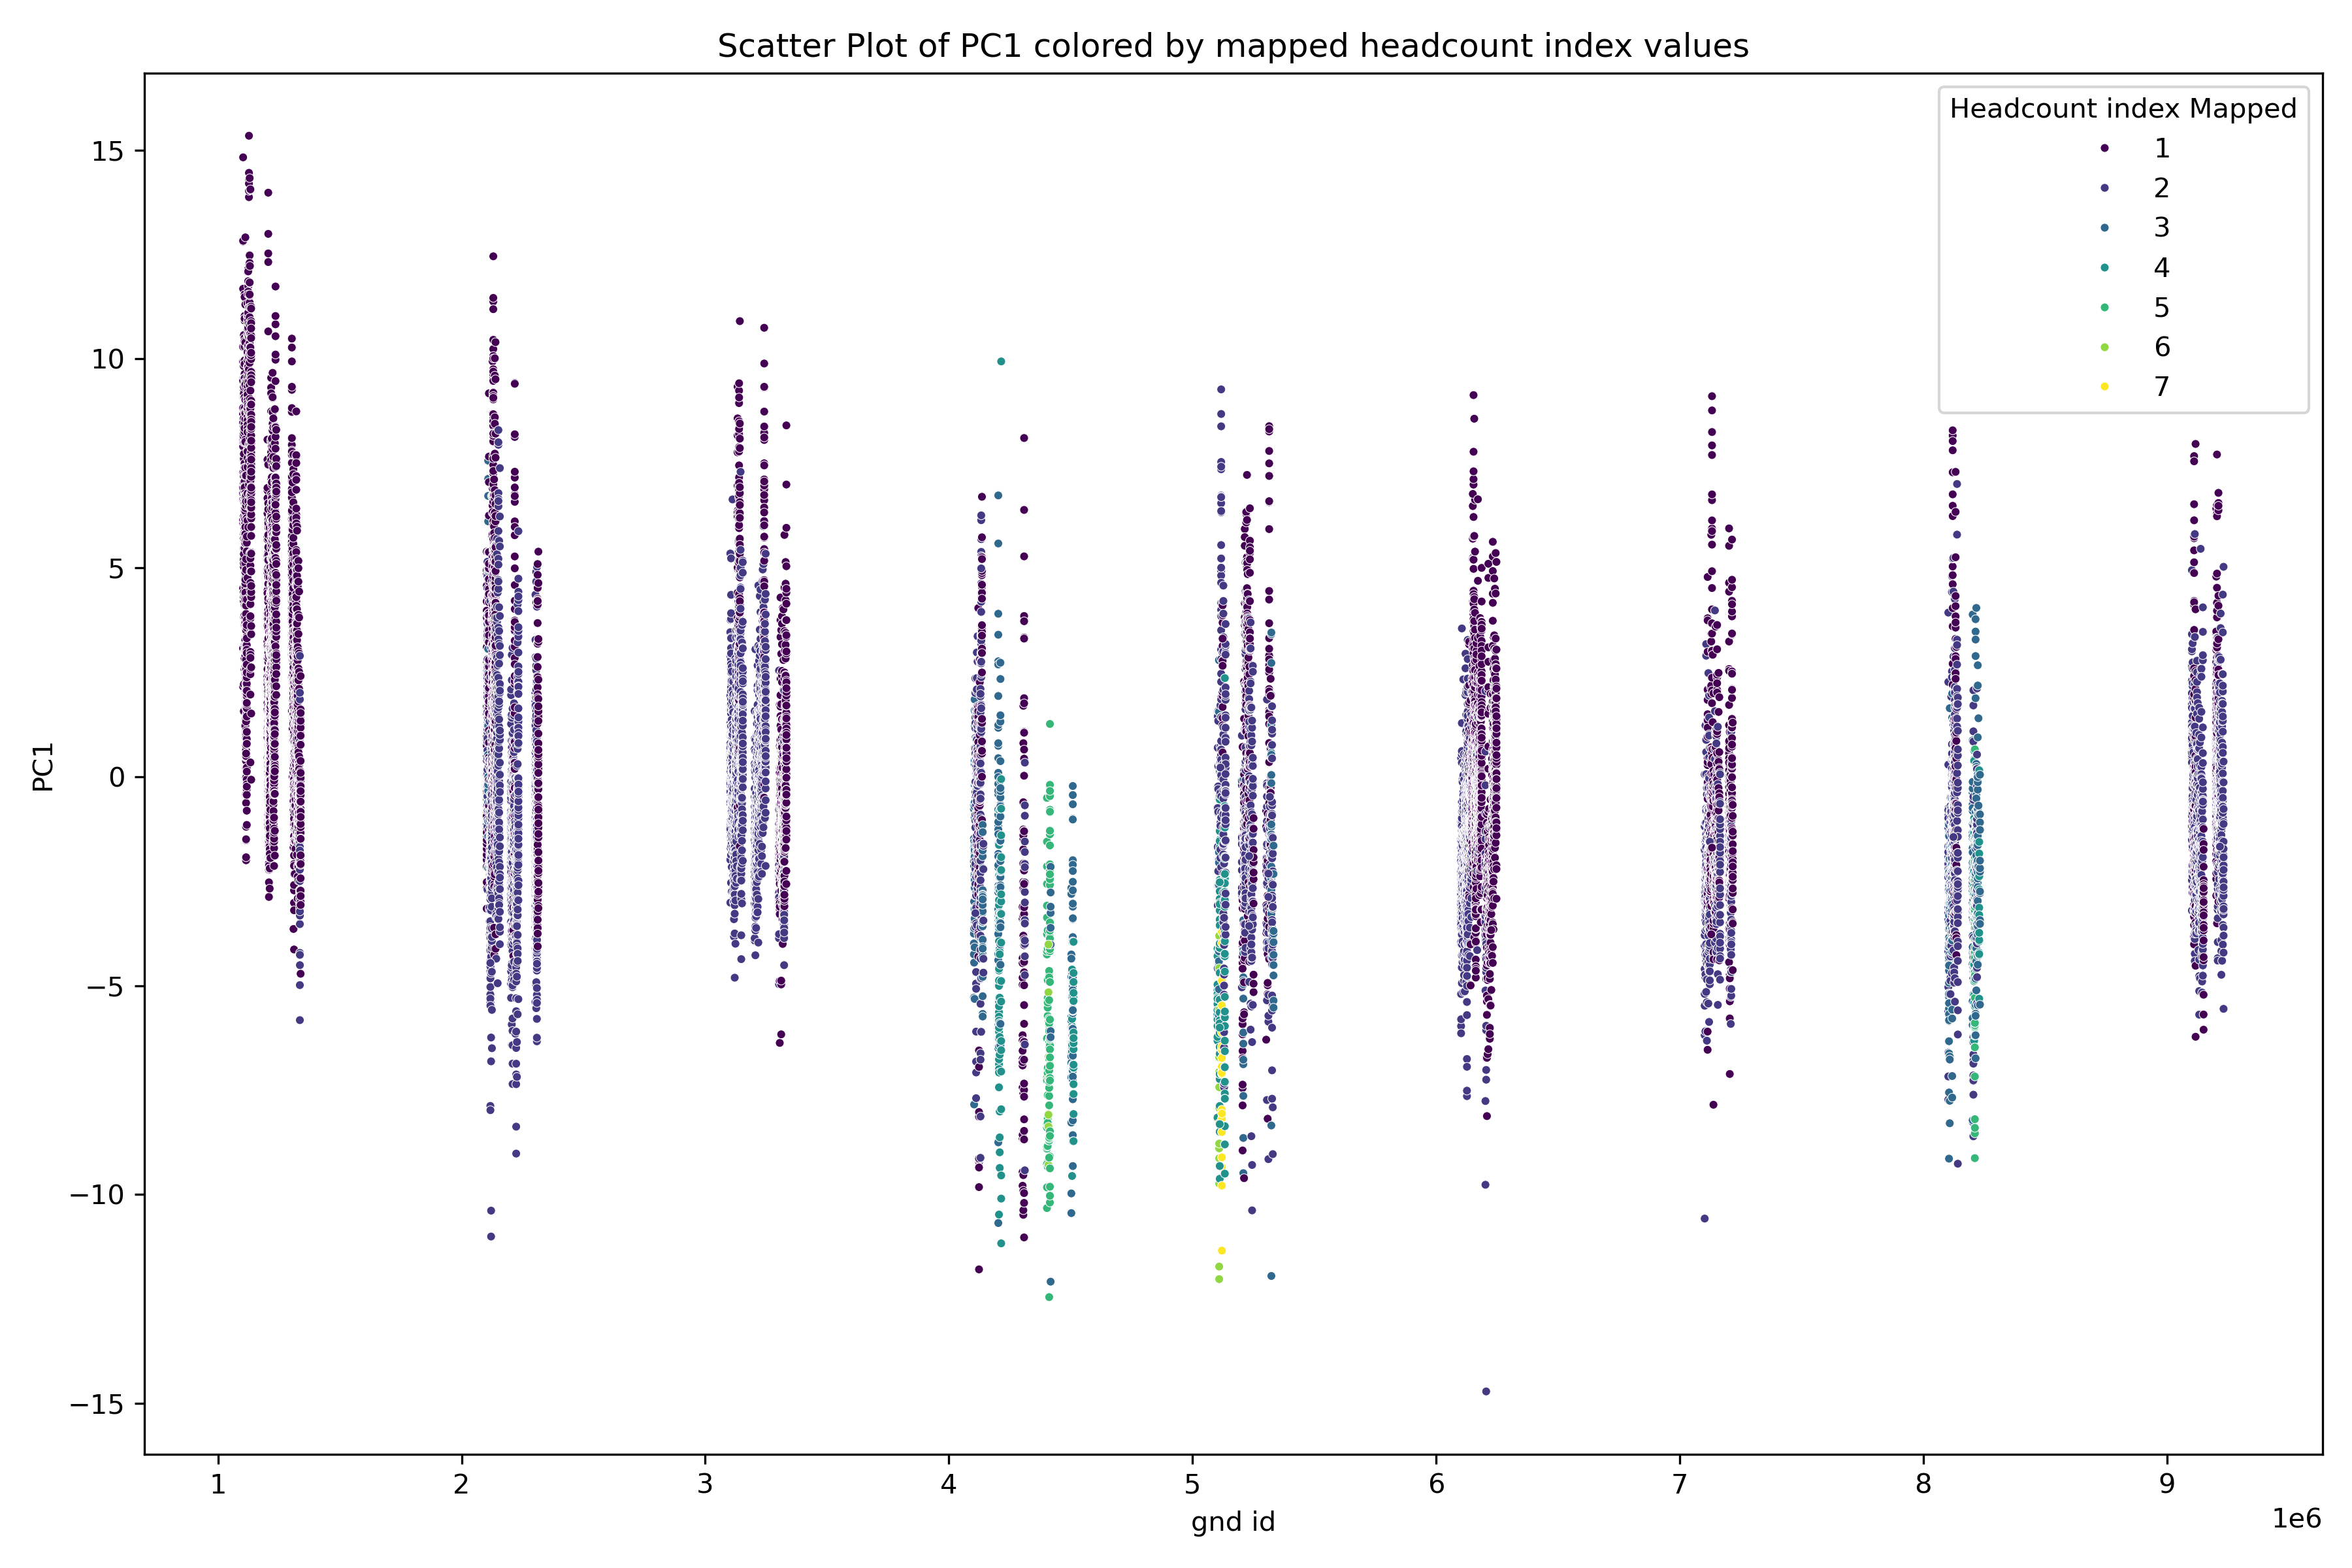 Scatter Plot of PC1 colored by mapped headcount index values
Headcount index Mapped
1
2
3
4
5
6
7
15
10
5
0
−5
−10
−15
PC1
1 2 3 4 5 6 7 8 9
1e6
gnd id